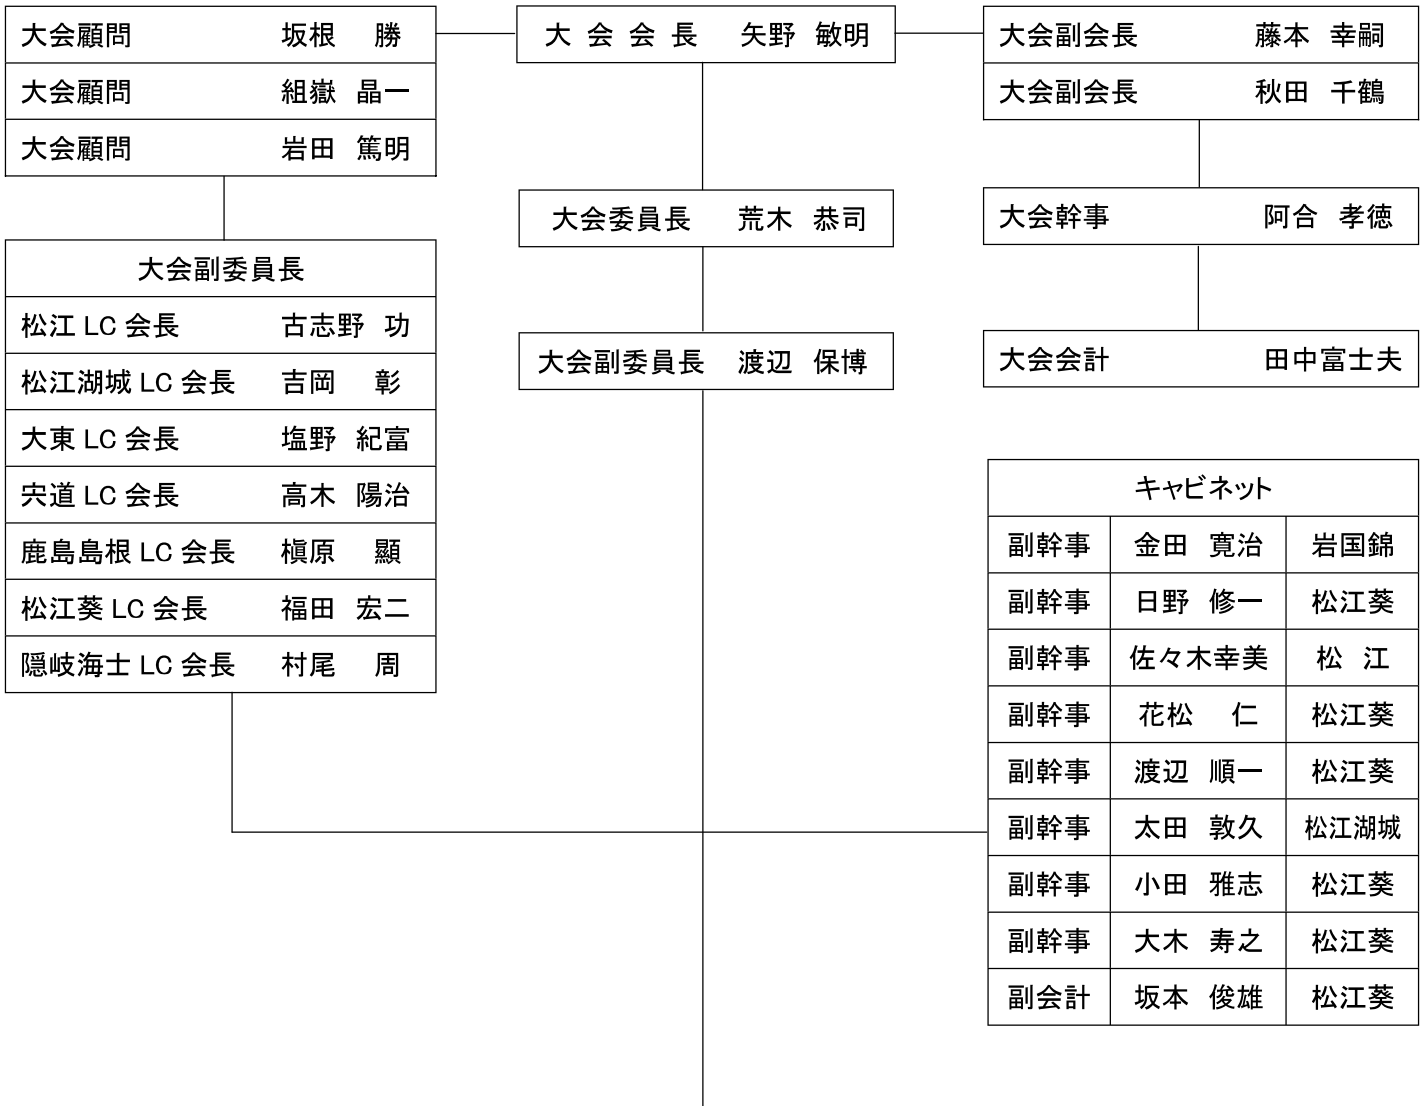 大会顧問 坂根 勝
大会顧問 組嶽 晶一
大会顧問 岩田 篤明
大会会長 矢野 敏明
大会副会長 藤本 幸嗣
大会副会長 秋田 千鶴
大会委員長 荒木 恭司
大会幹事 阿合 孝徳
大会副委員長 渡辺 保博
大会会計 田中富士夫
大会副委員長
松江 LC 会長 古志野 功
松江湖城 LC 会長 吉岡 彰
大東 LC 会長 塩野 紀富
宍道 LC 会長 高木 陽治
鹿島島根 LC 会長 槇原 顯
松江葵 LC 会長 福田 宏二
隠岐海士 LC 会長 村尾 周
キャビネット
副幹事 金田 寛治 岩国錦
副幹事 日野 修一 松江葵
副幹事 佐々木幸美 松 江
副幹事 花松 仁 松江葵
副幹事 渡辺 順一 松江葵
副幹事 太田 敦久 松江湖城
副幹事 小田 雅志 松江葵
副幹事 大木 寿之 松江葵
副会計 坂本 俊雄 松江葵